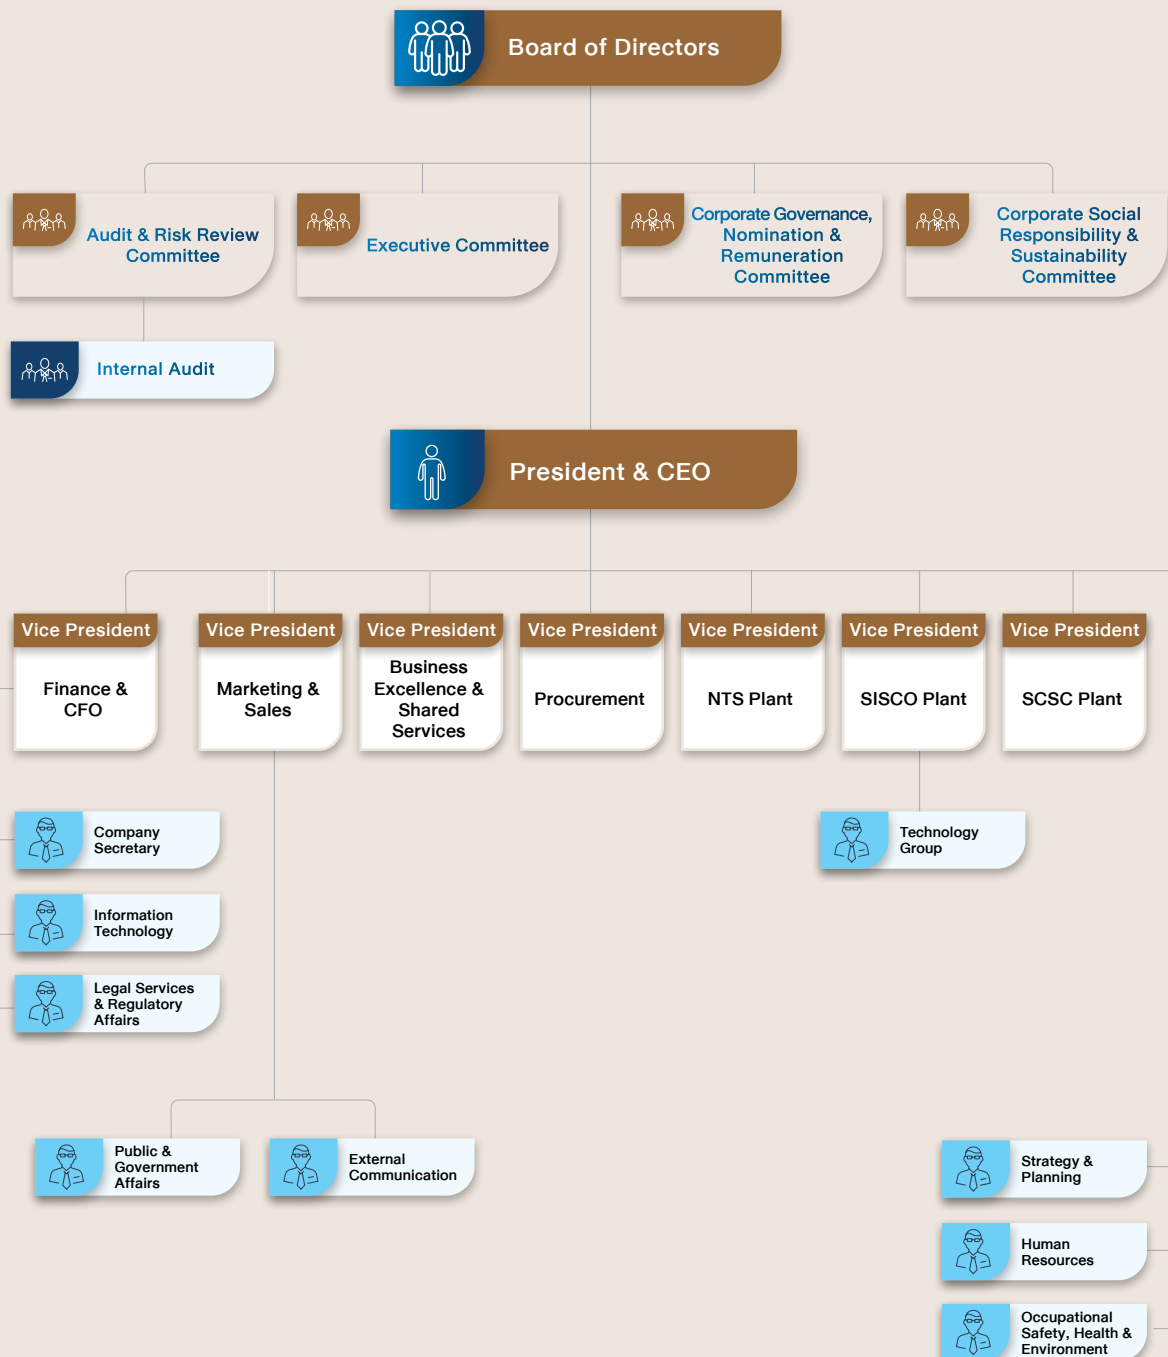 Board of Directors
Audit & Risk Review
Committee
Executive Committee
Corporate Governance,
Nomination &
Remuneration
Committee
Corporate Social
Responsibility &
Sustainability
Committee
Internal Audit
President & CEO
Vice President
Finance &
CFO
Vice President
Marketing &
Sales
Vice President
Business
Excellence &
Shared
Services
Vice President
Procurement
Vice President
NTS Plant
Vice President
SISCO Plant
Vice President
SCSC Plant
Company
Secretary
Technology
Group
Information
Technology
Legal Services
& Regulatory
Affairs
Public &
Government
Affairs
External
Communication
Strategy &
Planning
Human
Resources
Occupational
Safety, Health &
Environment